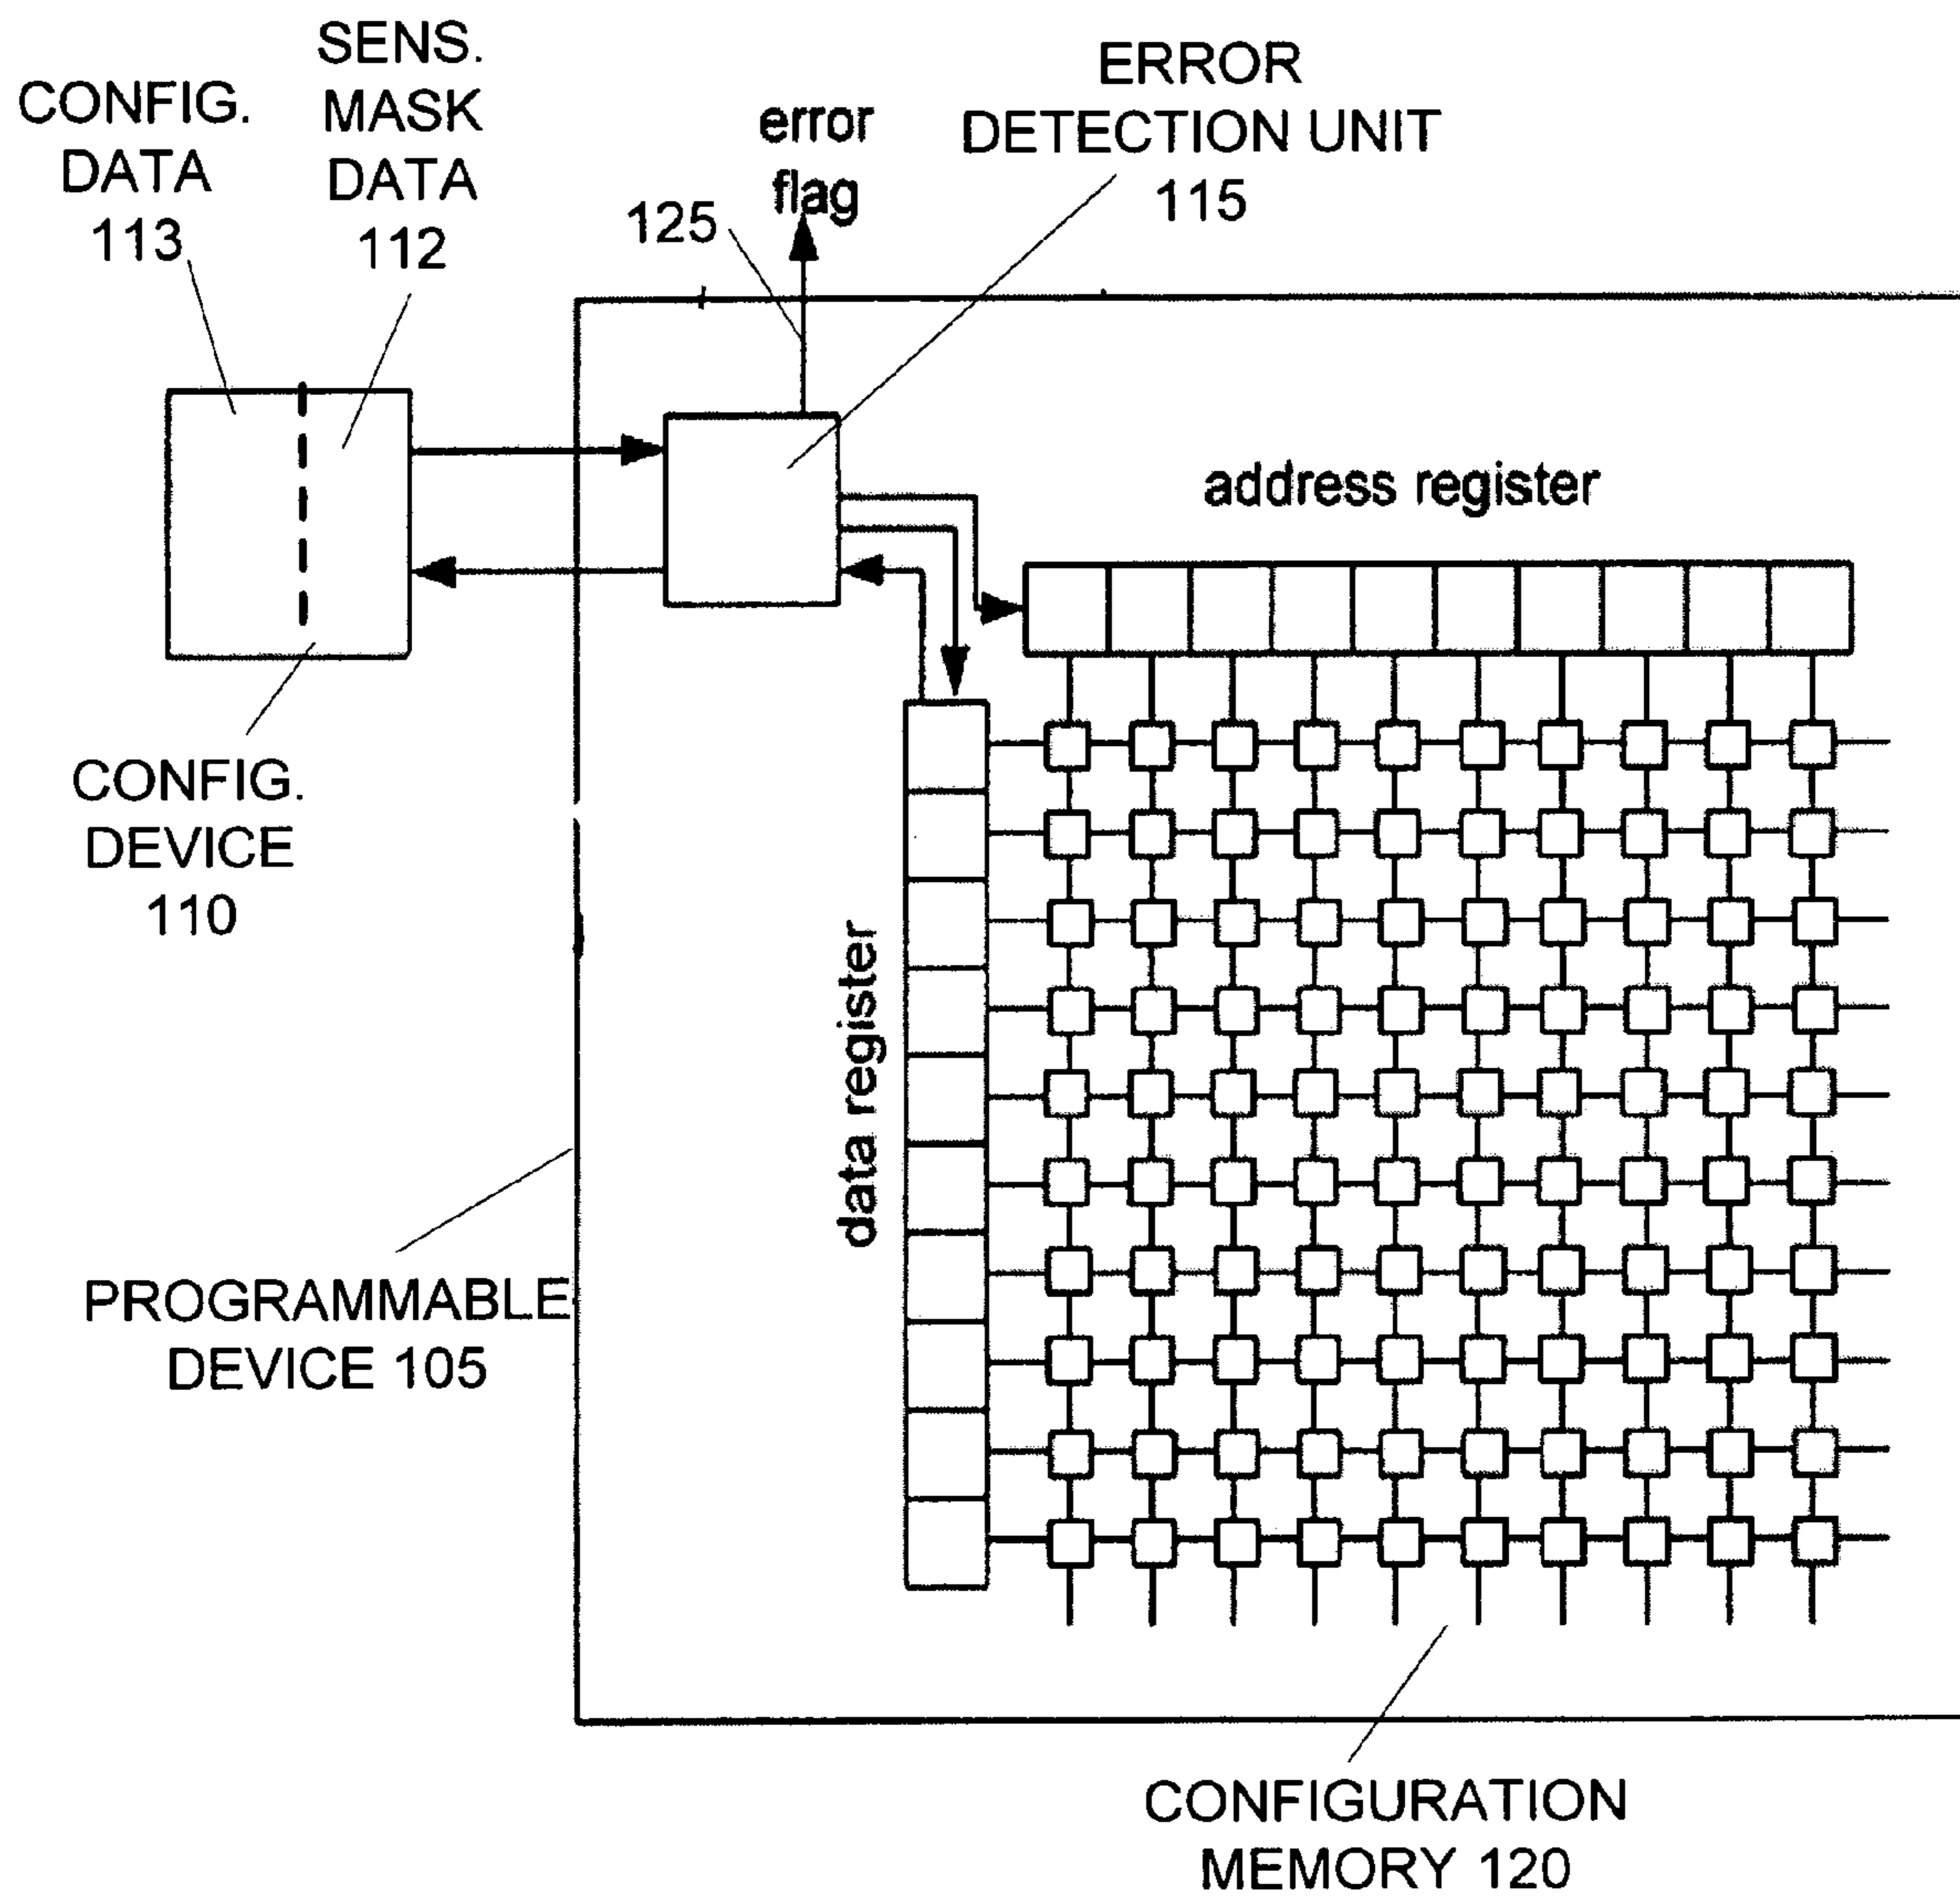 CONFIG.
DATA
113
SENS.
MASK
DATA
112
error
flag
125
ERROR
DETECTION UNIT
115
address register
CONFIG.
DEVICE
110
data register
PROGRAMMABLE
DEVICE 105
CONFIGURATION
MEMORY 120